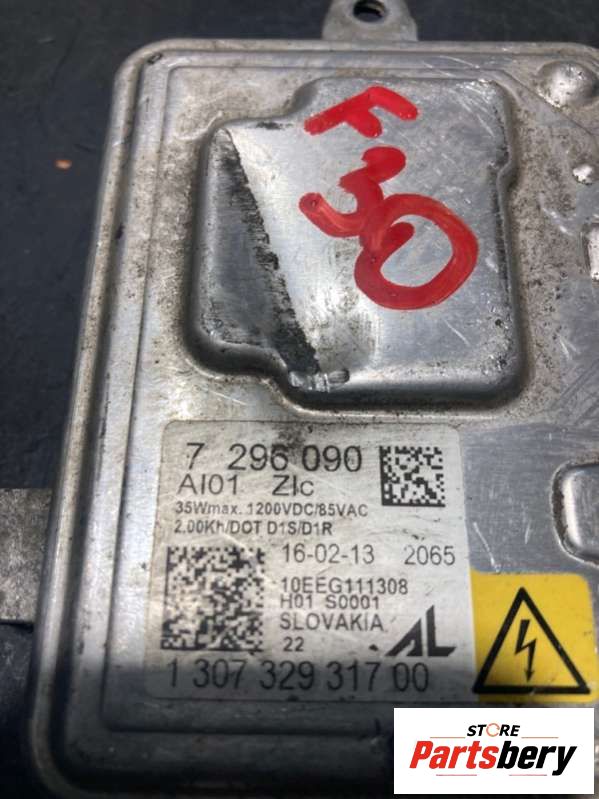 F30
7 296 090
AI01 ZIc
35Wmax. 1200VDC/85VAC
2.00Kh/DOT D1S/D1R
16-02-13 2065
10EEG111308
H01 S0001
SLOVAKIA
22 AL
1 307 329 317 00
STORE
Partsbery